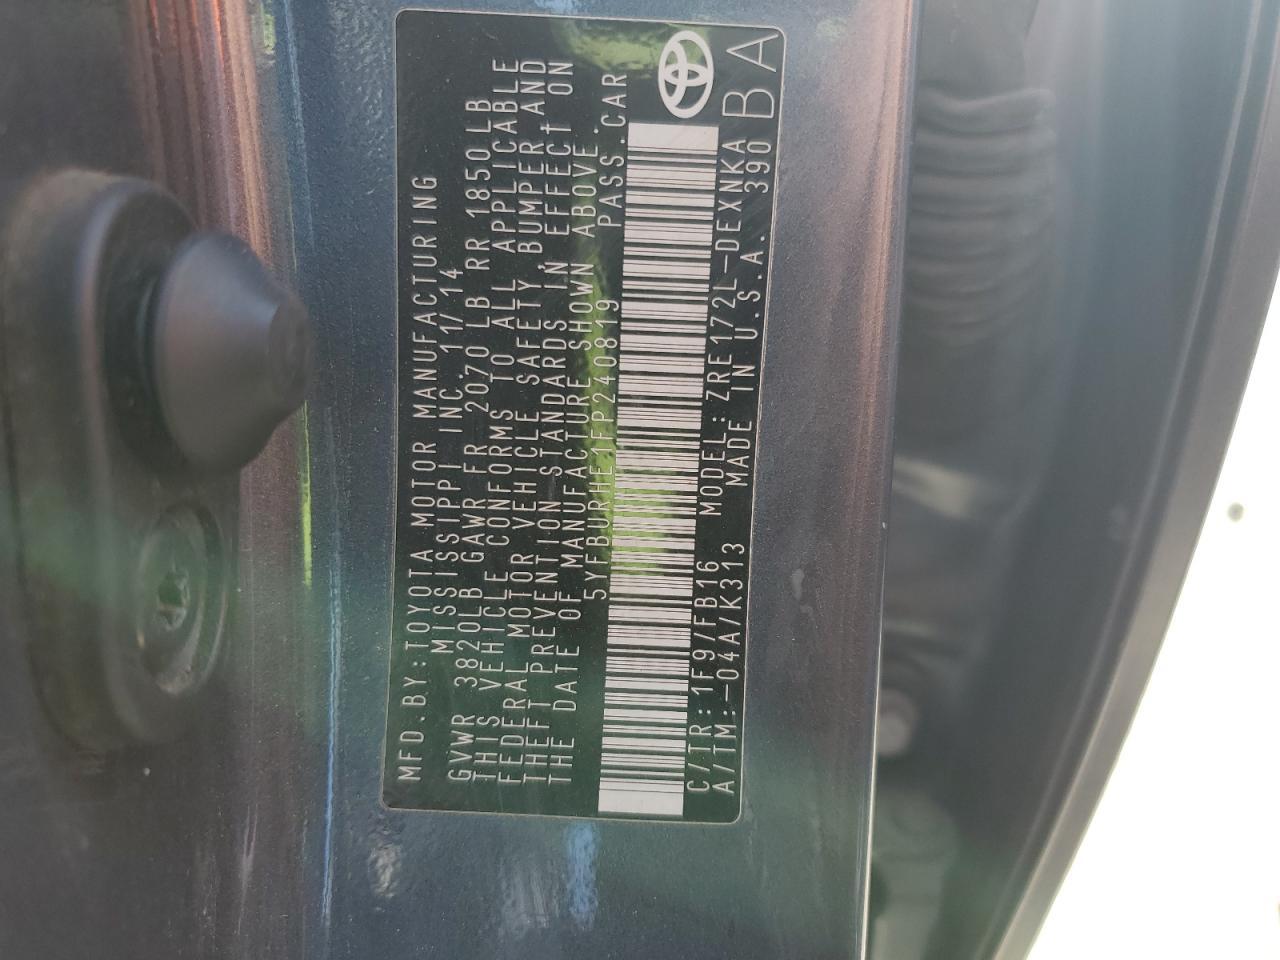 MFD.BY:TOYOTA MOTOR MANUFACTURING
MISSISSIPPI INC. 11/14
GVWR 3820LB GAWR FR 2070 LB RR 1850LB
THIS VEHICLE CONFORMS TO ALL APPLICABLE
FEDERAL MOTOR VEHICLE SAFETY, BUMPER AND
THEFT PREVENTION STANDARDS IN EFFECT ON
THE DATE OF MANUFACTURE SHOWN ABOVE.
5YFBURHE1FP240819 PASS.CAR
C/TR:1F9/FB16 MODEL:ZRE172L-DEXNKA
A/TM:-04A/K313 MADE IN U.S.A. 390
BA